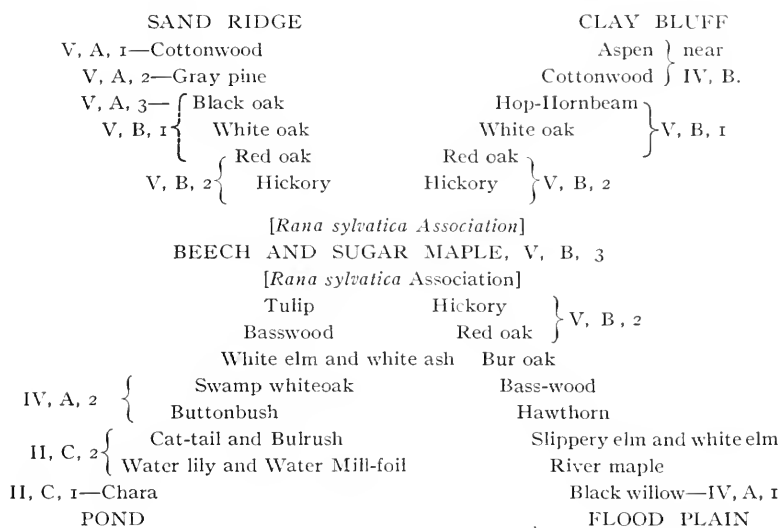 SAND RIDGE CLAY BLUFF
V, A, 1—Cottonwood Aspen } near
V, A, 2—Gray pine Cottonwood } IV, B.
V, A, 3— { Black oak Hop-Hornbeam
V, B, 1 { White oak White oak } V, B, 1
Red oak Red oak
V, B, 2 { Hickory Hickory } V, B, 2
[Rana sylvatica Association]
BEECH AND SUGAR MAPLE, V, B, 3
[Rana sylvatica Association]
Tulip Hickory } V, B, 2
Basswood Red oak
White elm and white ash Bur oak
IV, A, 2 { Swamp whiteoak Bass-wood
Buttonbush Hawthorn
II, C, 2 { Cat-tail and Bulrush Slippery elm and white elm
Water lily and Water Mill-foil River maple
II, C, 1—Chara Black willow—IV, A, 1
POND FLOOD PLAIN